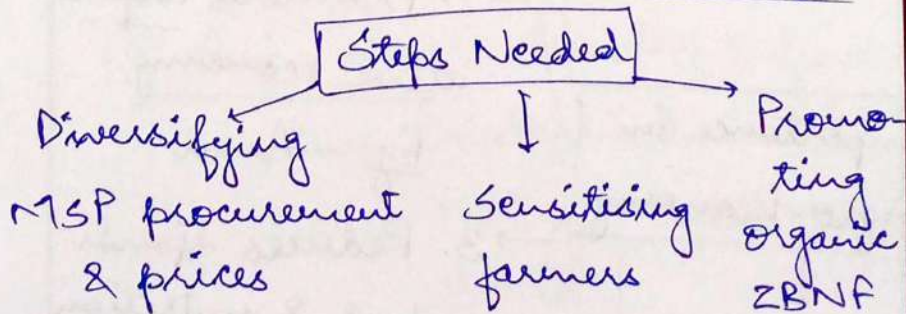 Steps Needed
Diversifying
MSP procurement
& prices
Sensitising
farmers
Promo-
ting
organic
ZBNF